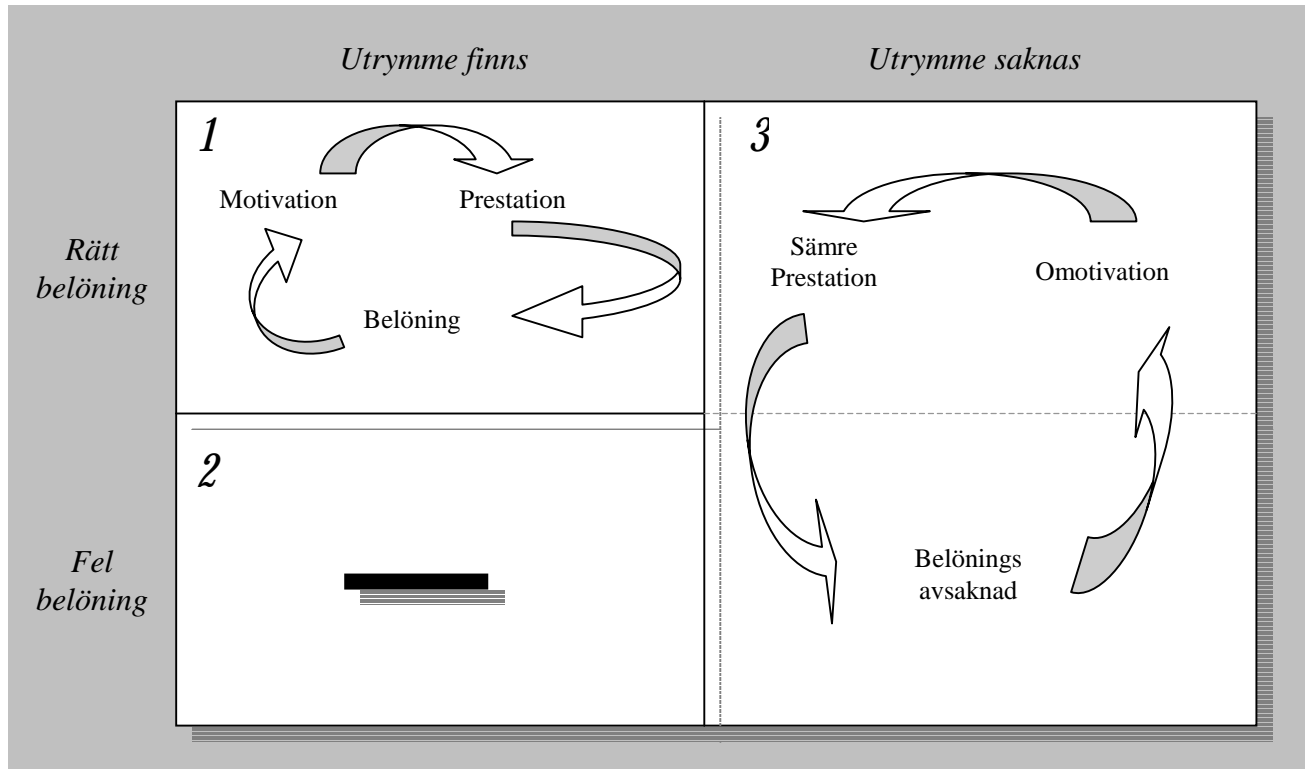 Utrymme finns
Utrymme saknas
Rätt
belöning
1
Motivation
Prestation
Belöning
3
Sämre
Prestation
Omotivation
Fel
belöning
2
Belönings
avsaknad